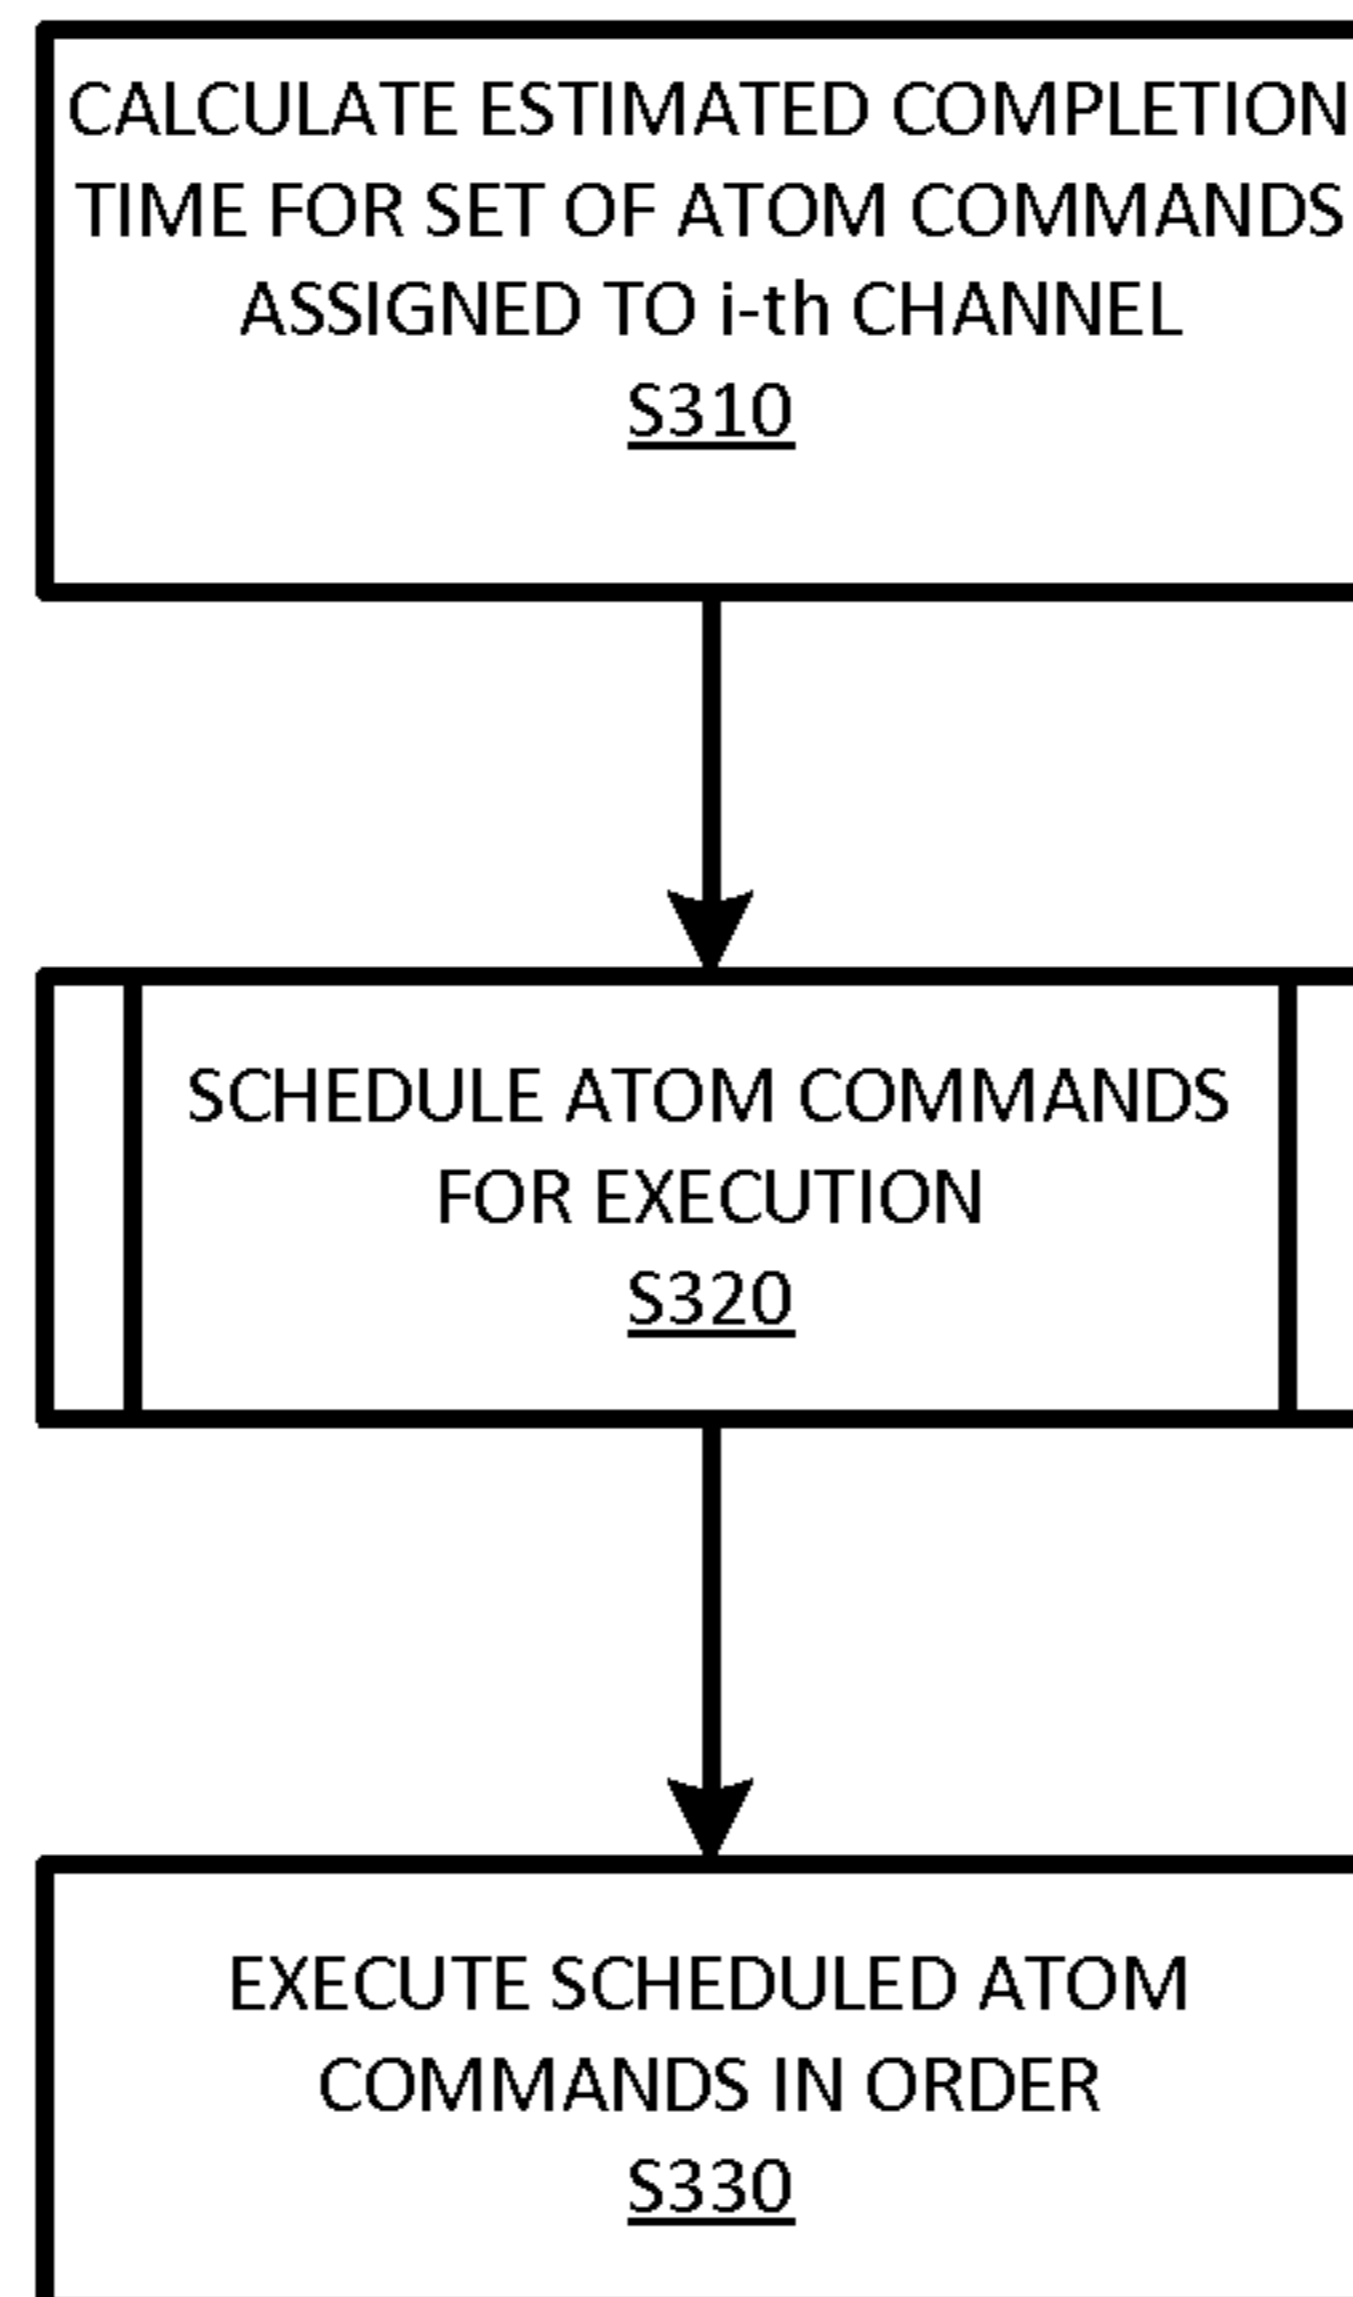 CALCULATE ESTIMATED COMPLETION
TIME FOR SET OF ATOM COMMANDS
ASSIGNED TO i-th CHANNEL
S310
SCHEDULE ATOM COMMANDS
FOR EXECUTION
S320
EXECUTE SCHEDULED ATOM
COMMANDS IN ORDER
S330